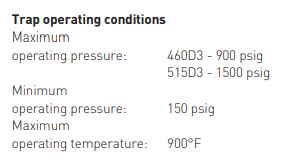 Trap operating conditions
Maximum
operating pressure: 460D3 - 900 psig
515D3 - 1500 psig
Minimum
operating pressure: 150 psig
Maximum
operating temperature: 900°F